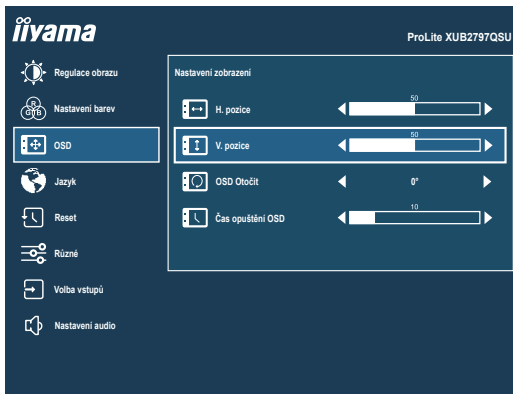 iiyama
ProLite XUB2797QSU
Regulace obrazu
Nastavení barev
R
G B
OSD
Jazyk
Reset
Různé
Volba vstupů
Nastavení audio
Nastavení zobrazení
H. pozice
50
V. pozice
50
OSD Otočit
0°
Čas opuštění OSD
10